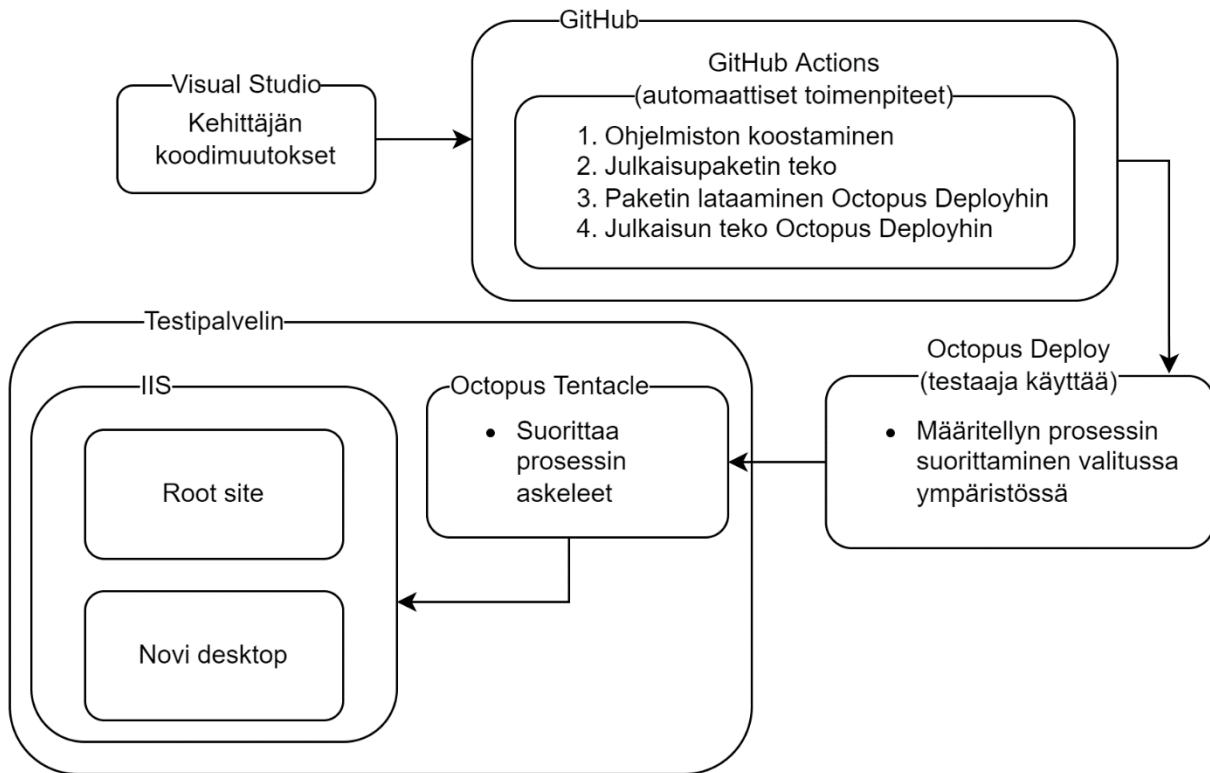 GitHub
GitHub Actions
(automaattiset toimenpiteet)
Visual Studio
Kehittäjän
koodimuutokset
1. Ohjelmiston koostaminen
2. Julkaisupaketin teko
3. Paketin lataaminen Octopus Deployhin
4. Julkaisun teko Octopus Deployhin
Testipalvelin
IIS
Root site
Novi desktop
Octopus Tentacle
• Suorittaa
prosessin
askeleet
Octopus Deploy
(testaaja käyttää)
• Määritellyn prosessin
suorittaminen valitussa
ympäristössä